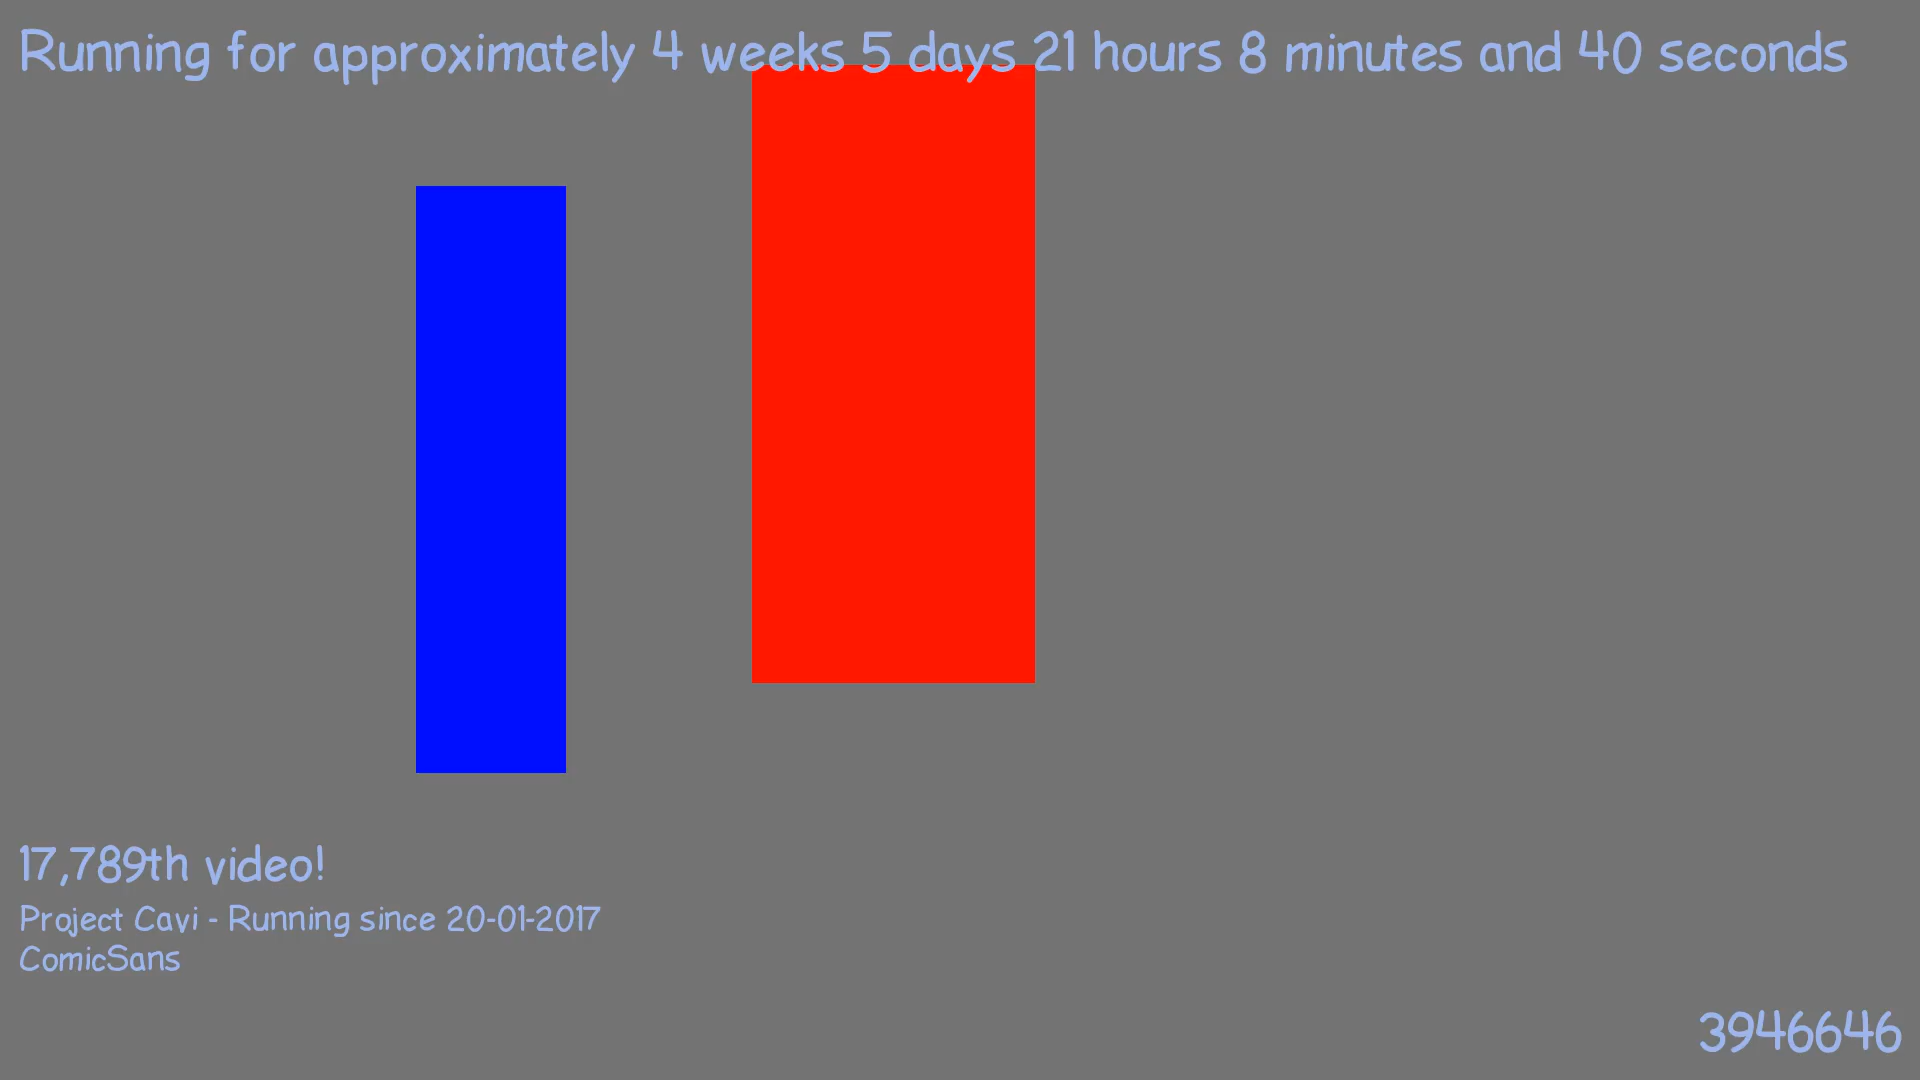 Running for approximately 4 weeks 5 days 21 hours 8 minutes and 40 seconds
17,789th video!
Project Cavi - Running since 20-01-2017
ComicSans
3946646